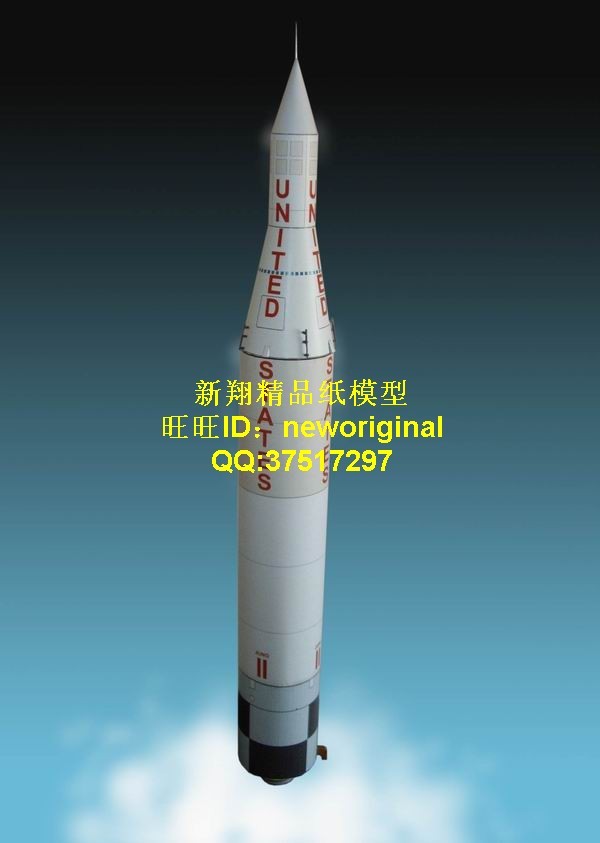 UNITED
UNITED
STATES
STATES
新翔精品纸模型
旺旺ID：neworiginal
QQ:37517297
JUNO
II
II